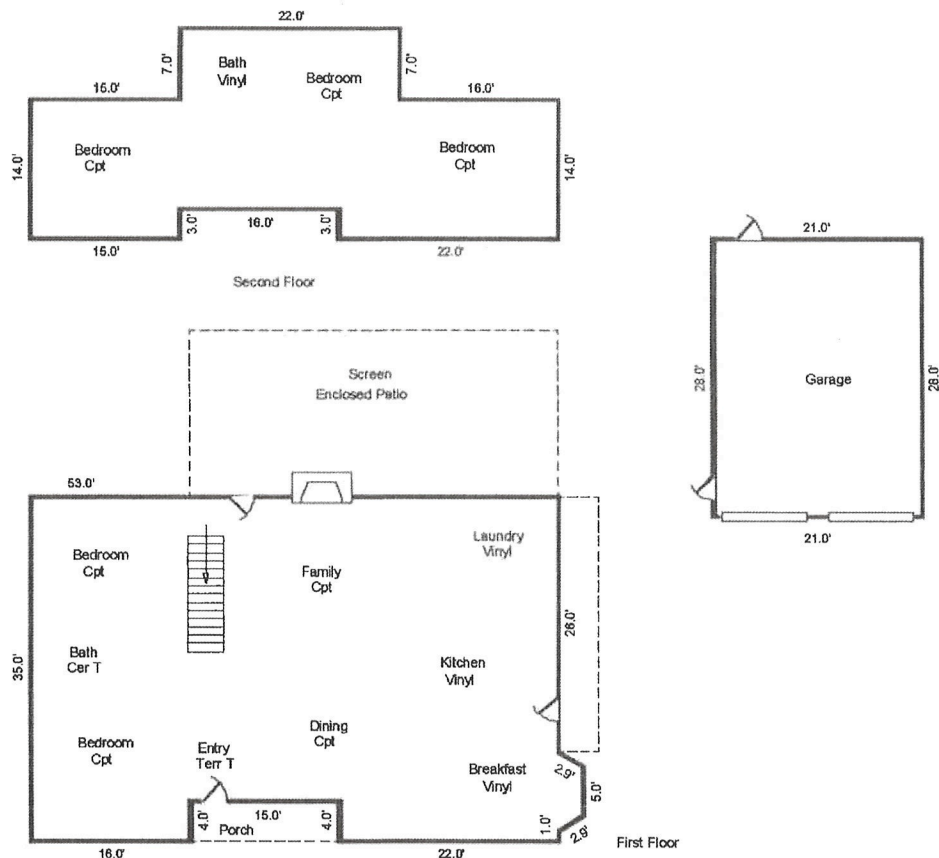 22.0'
7.0'
Bath
Vinyl
Bedroom
Cpt
7.0'
15.0'
16.0'
14.0'
Bedroom
Cpt
Bedroom
Cpt
14.0'
3.0'
16.0'
3.0'
15.0'
22.0'
Second Floor
21.0'
28.0'
Garage
28.0'
21.0'
Screen
Enclosed Patio
53.0'
Bedroom
Cpt
Family
Cpt
Laundry
Vinyl
26.0'
35.0'
Bath
Cer T
Kitchen
Vinyl
Bedroom
Cpt
Entry
Terr T
Dining
Cpt
Breakfast
Vinyl
2.9'
5.0'
4.0'
15.0'
4.0'
Porch
1.0'
2.9'
16.0'
22.0'
First Floor